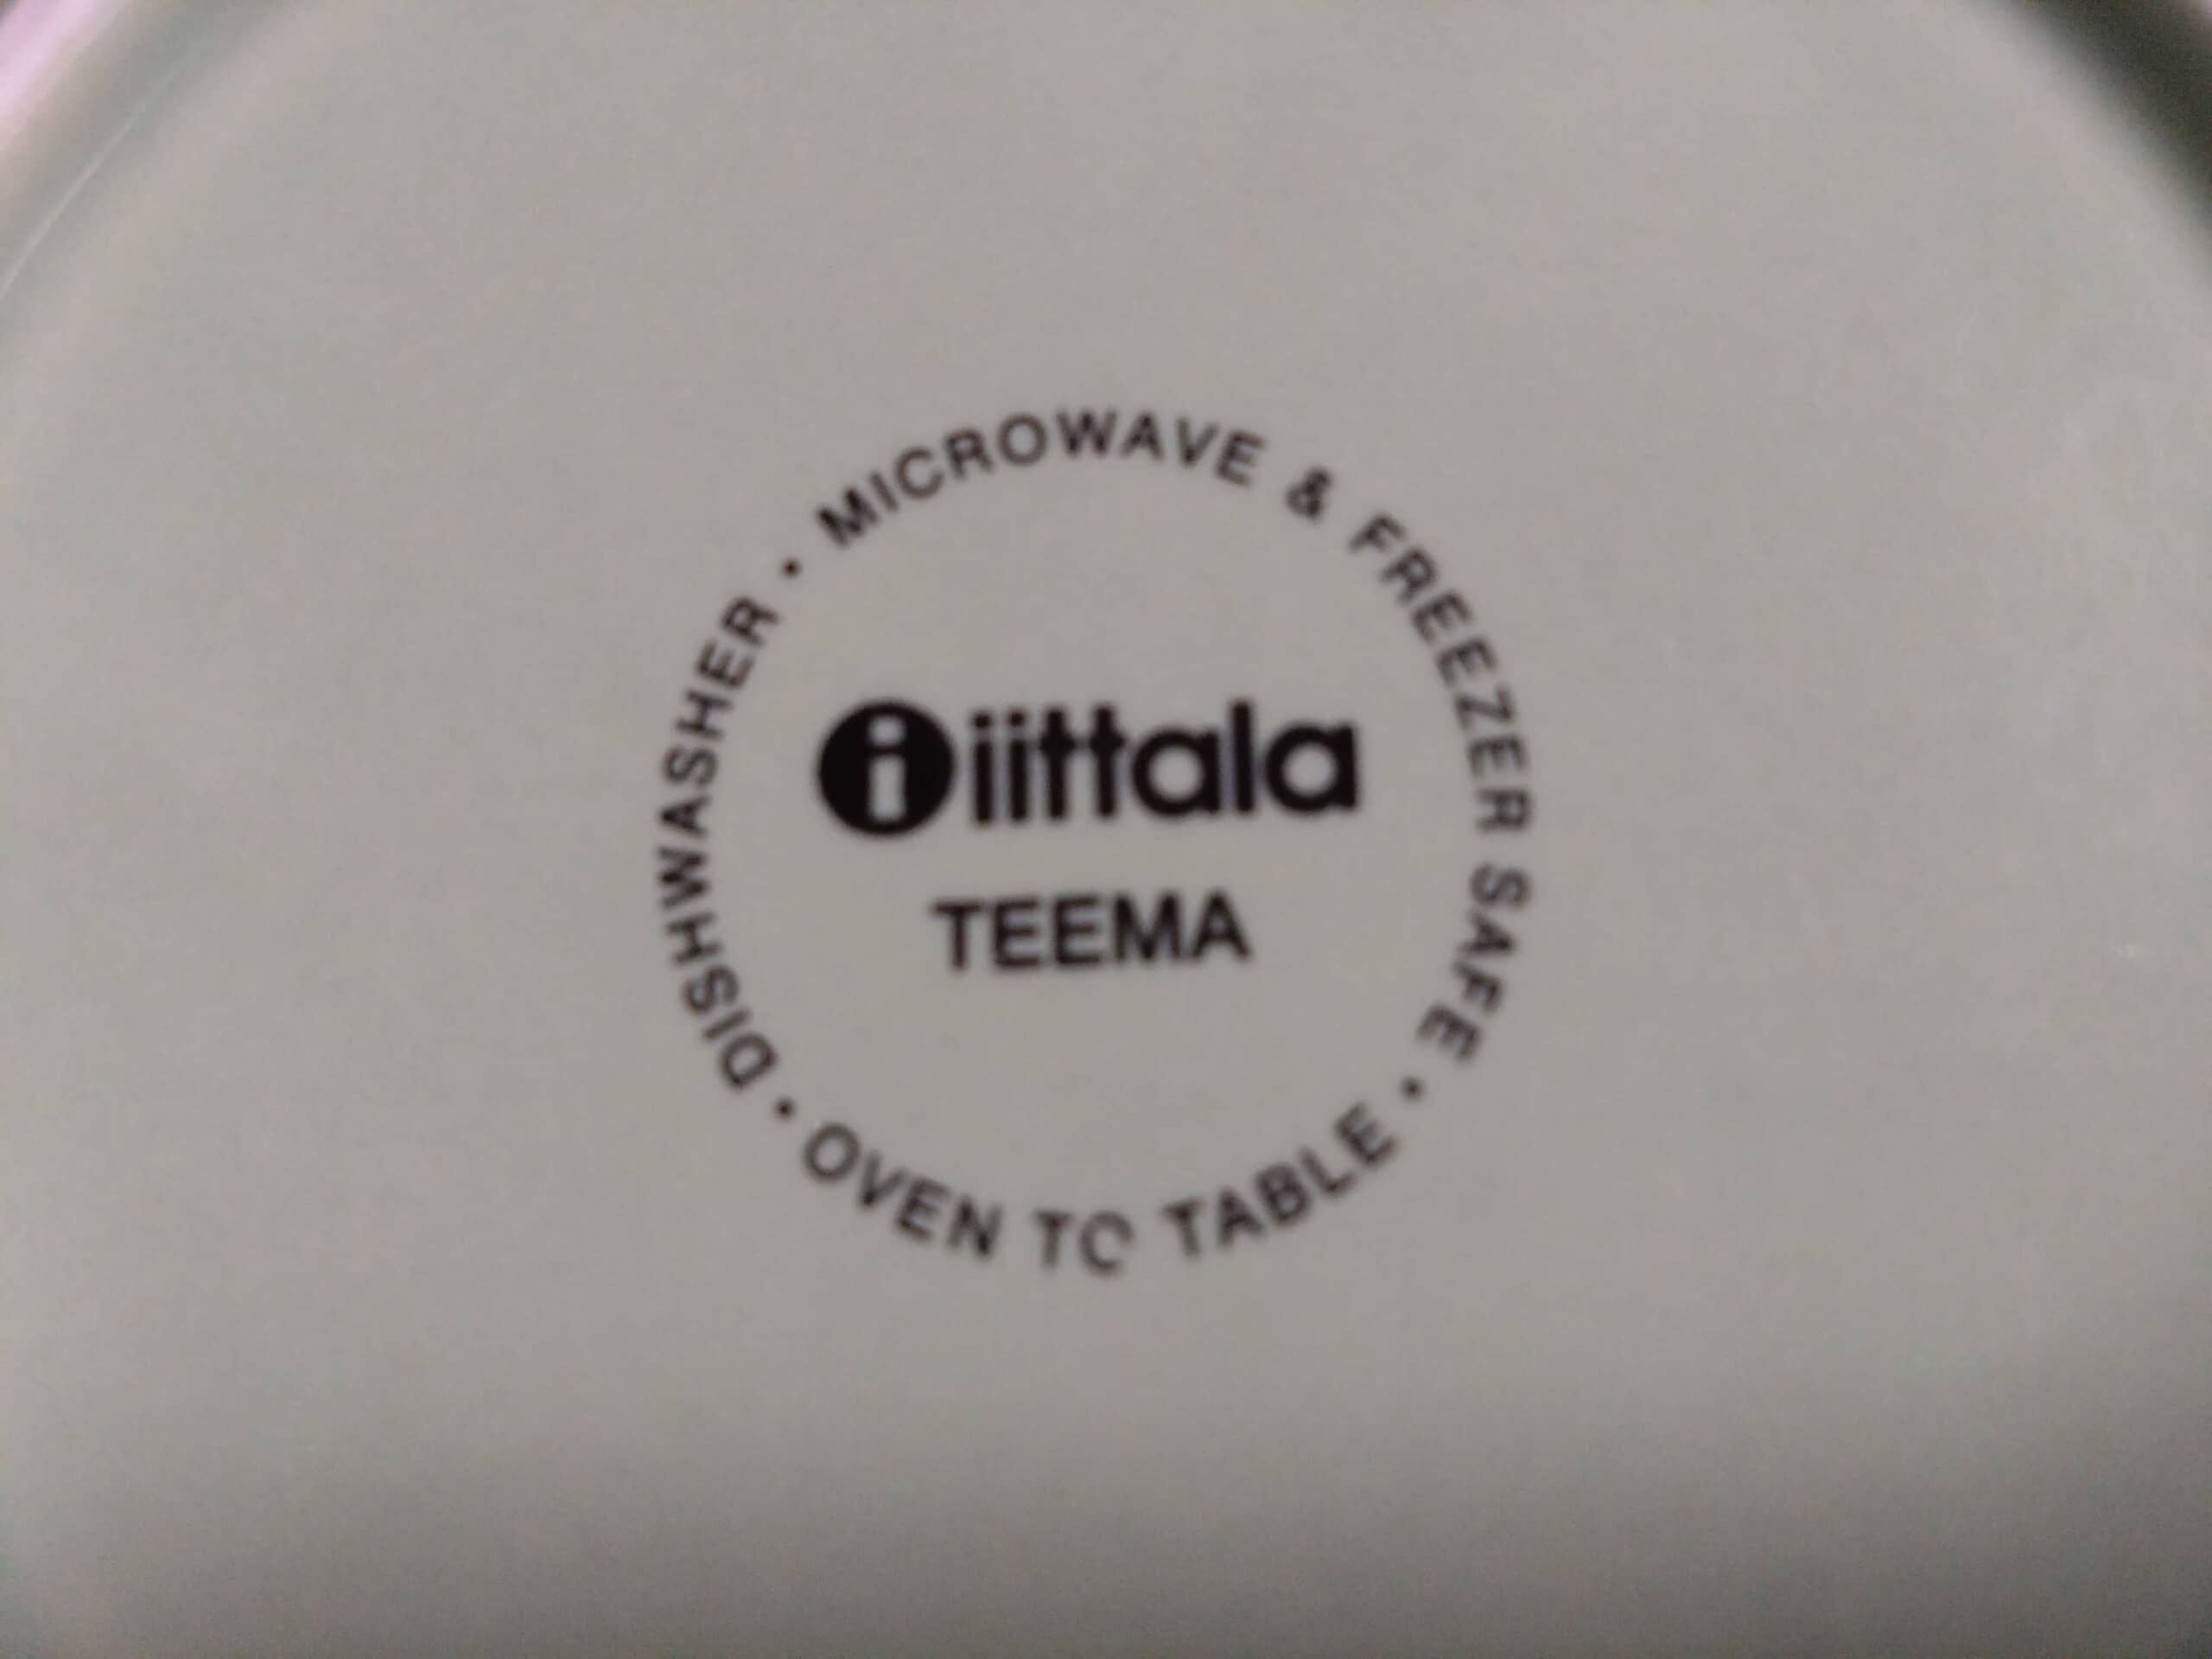 DISHWASHER · MICROWAVE & FREEZER SAFE ·
OVEN TO TABLE ·
i iittala
TEEMA